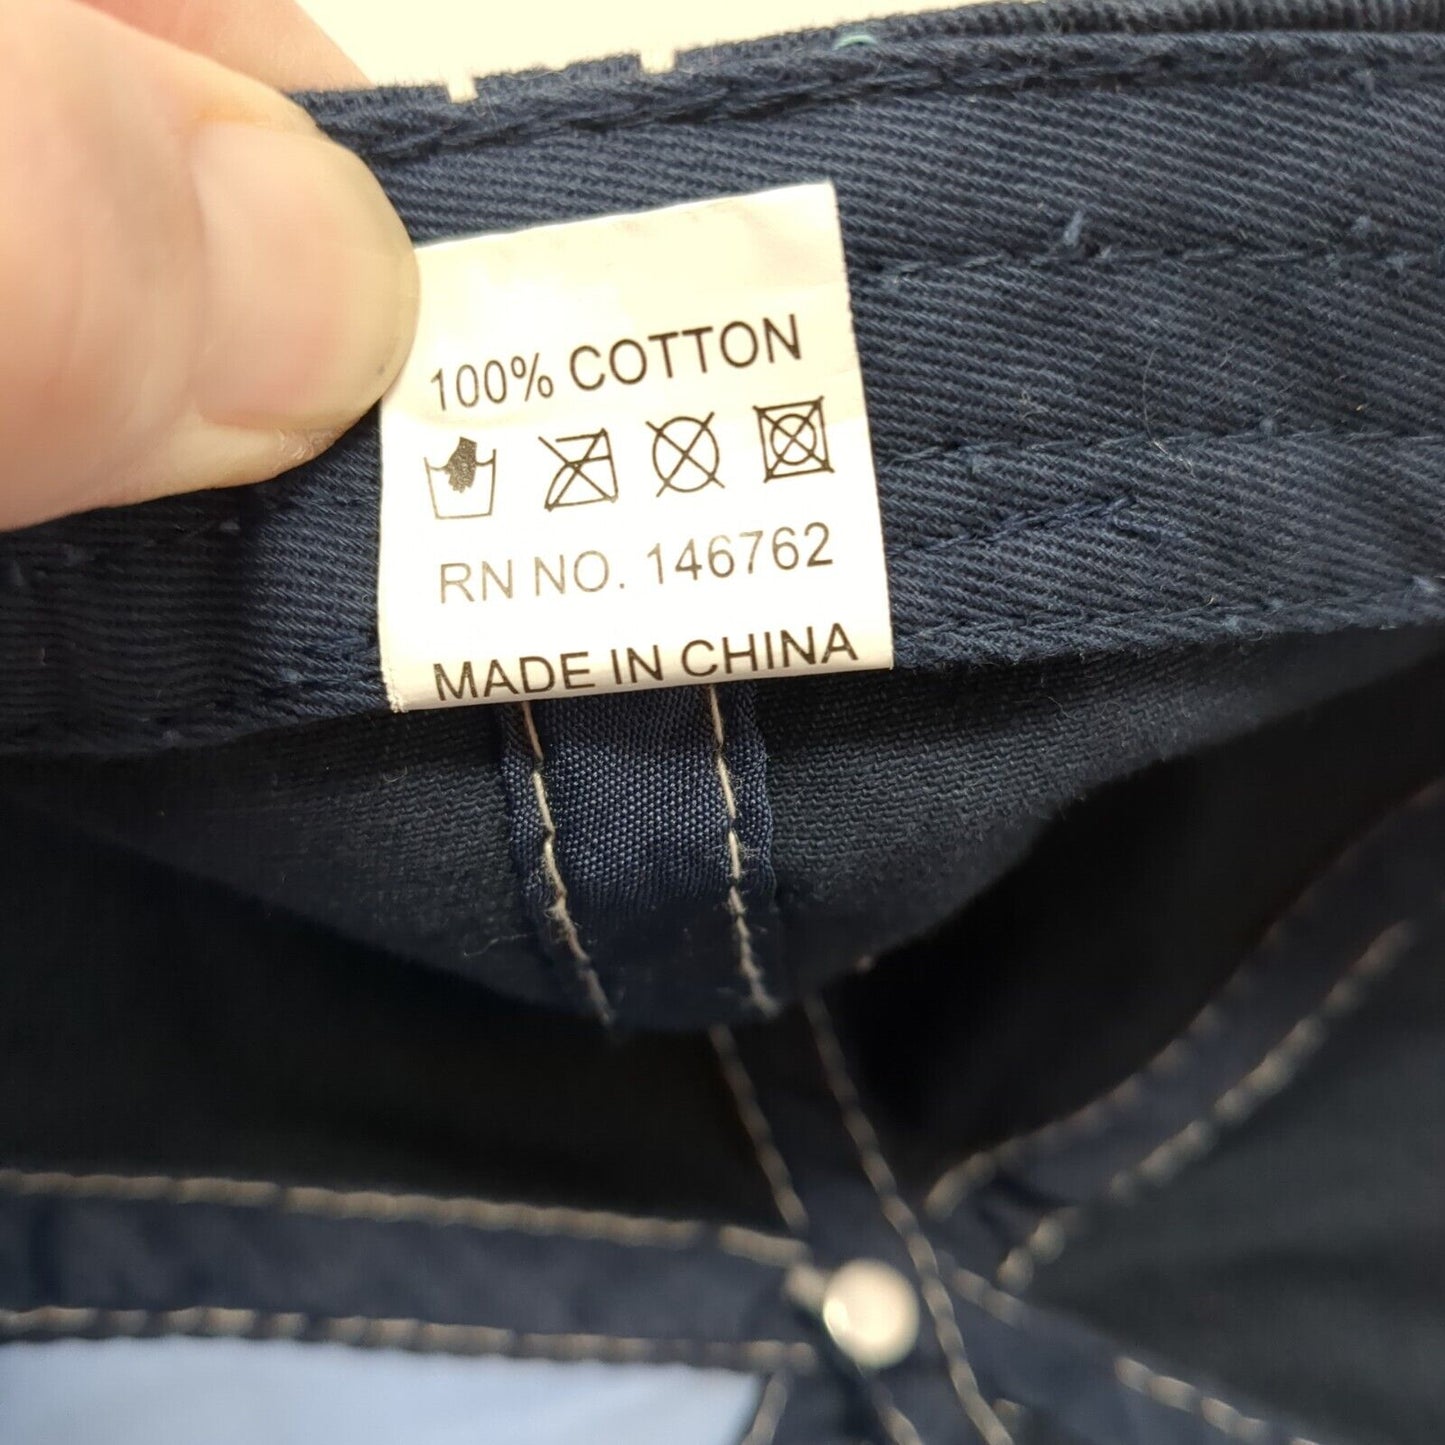 100% COTTON
RN NO. 146762
MADE IN CHINA